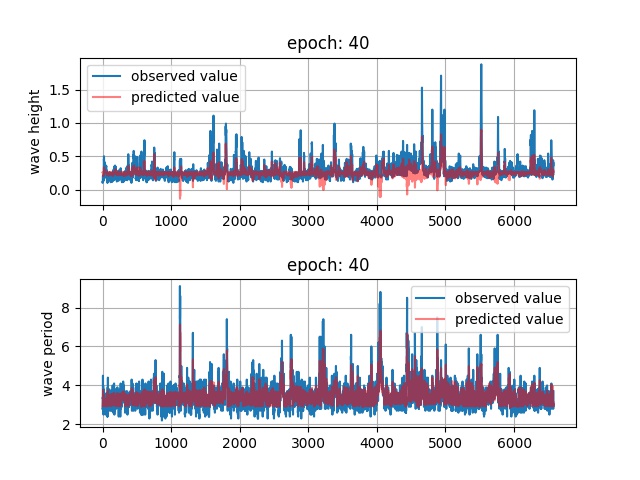 epoch: 40
wave height
1.5
1.0
0.5
0.0
observed value
predicted value
0 1000 2000 3000 4000 5000 6000
epoch: 40
wave period
8
6
4
2
observed value
predicted value
0 1000 2000 3000 4000 5000 6000